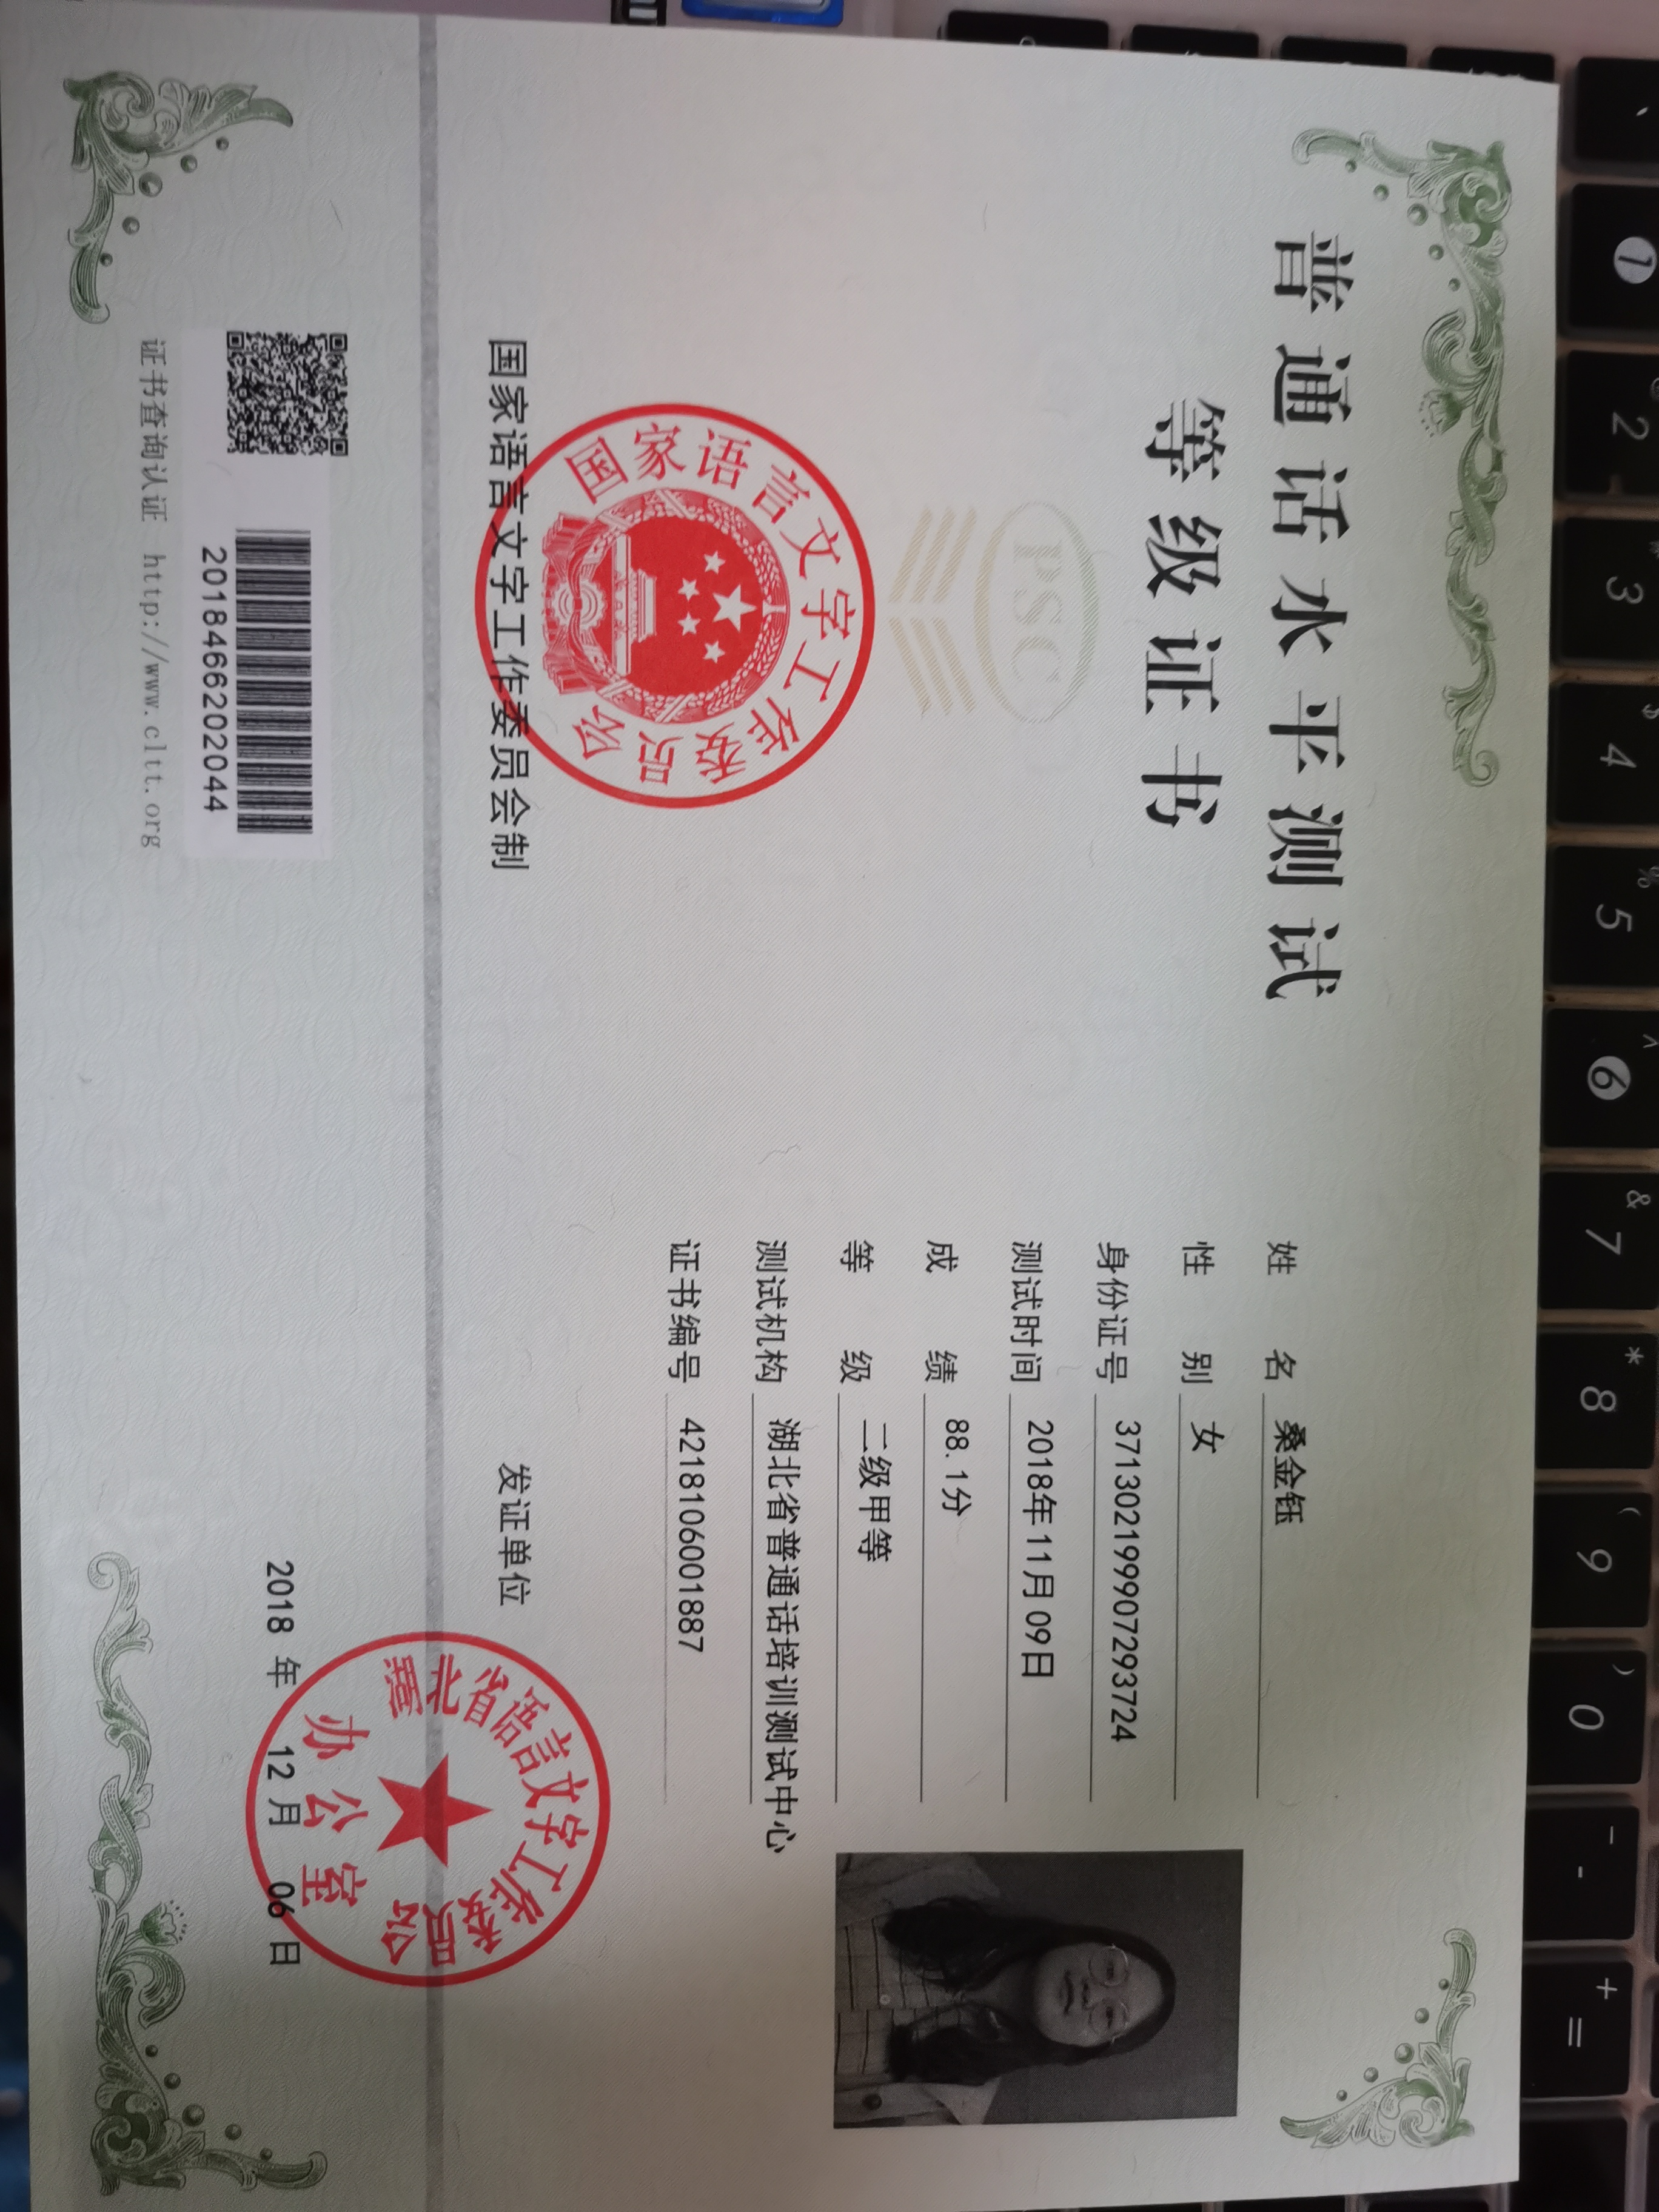 ` 1 2 3 $ 4 % 5 ^ 6 & 7 * 8 ( 9 ) 0 _ - + =
普通话水平测试
等级证书
PSC
国家语言文字工作委员会
国家语言文字工作委员会制
姓名 桑金钰
性别 女
身份证号 371302199907293724
测试时间 2018年11月09日
成绩 88.1分
等级 二级甲等
测试机构 湖北省普通话培训测试中心
证书编号 4218106001887
发证单位
湖北省语言文字工作委员会
办公室
2018 年 12 月 06 日
2018466202044
证书查询认证 http://www.cltt.org